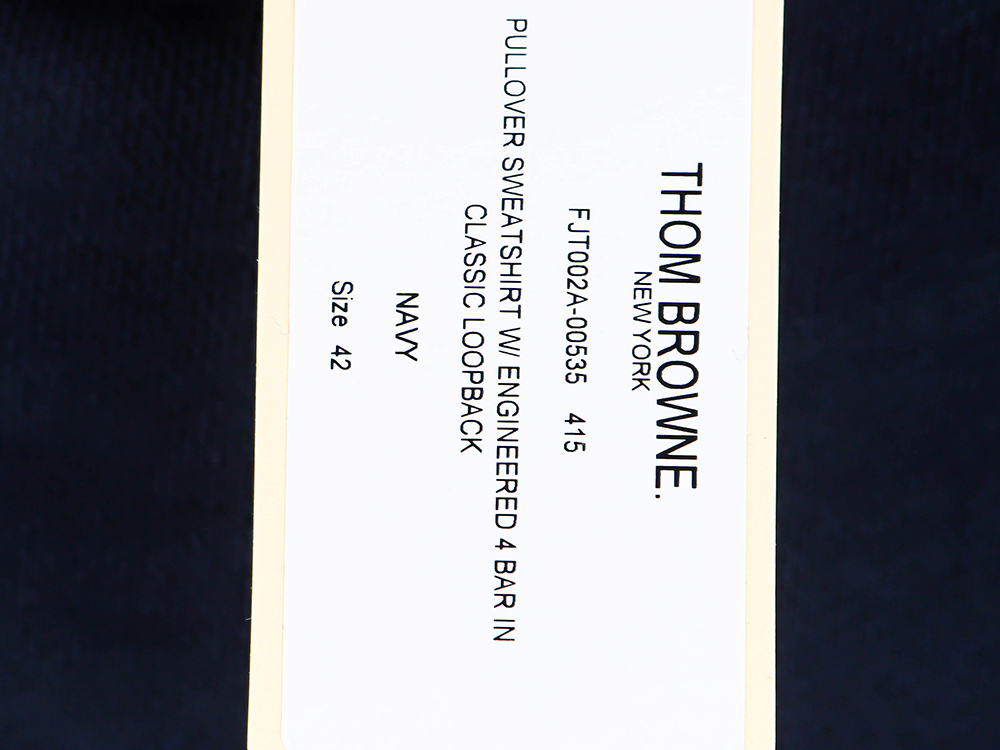 THOM BROWNE.
NEW YORK
FJT002A-00535 415
PULLOVER SWEATSHIRT W/ ENGINEERED 4 BAR IN
CLASSIC LOOPBACK
NAVY
Size 42